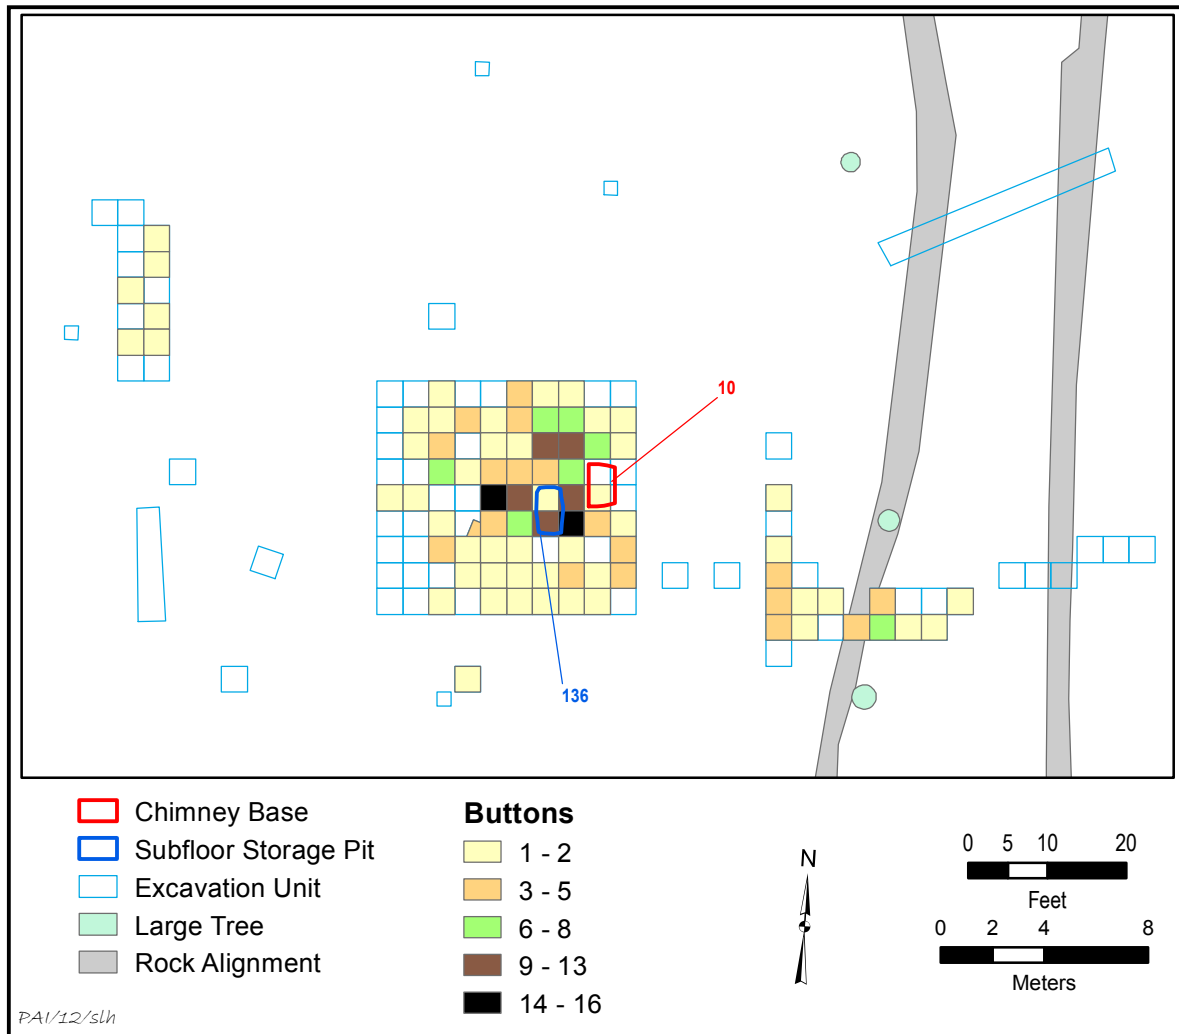 10
136
Chimney Base
Subfloor Storage Pit
Excavation Unit
Large Tree
Rock Alignment
Buttons
1 - 2
3 - 5
6 - 8
9 - 13
14 - 16
N
0 5 10 20
Feet
0 2 4 8
Meters
PAI/12/slh